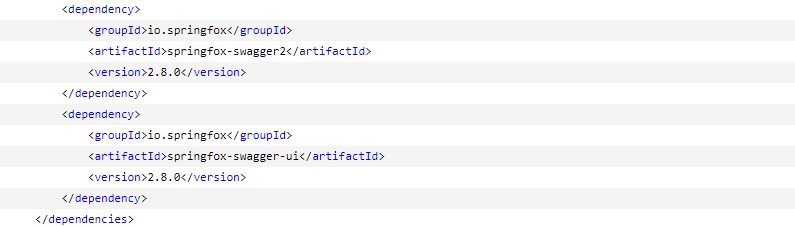 <dependency>
<groupId>io.springfox</groupId>
<artifactId>springfox-swagger2</artifactId>
<version>2.8.0</version>
</dependency>
<dependency>
<groupId>io.springfox</groupId>
<artifactId>springfox-swagger-ui</artifactId>
<version>2.8.0</version>
</dependency>
</dependencies>